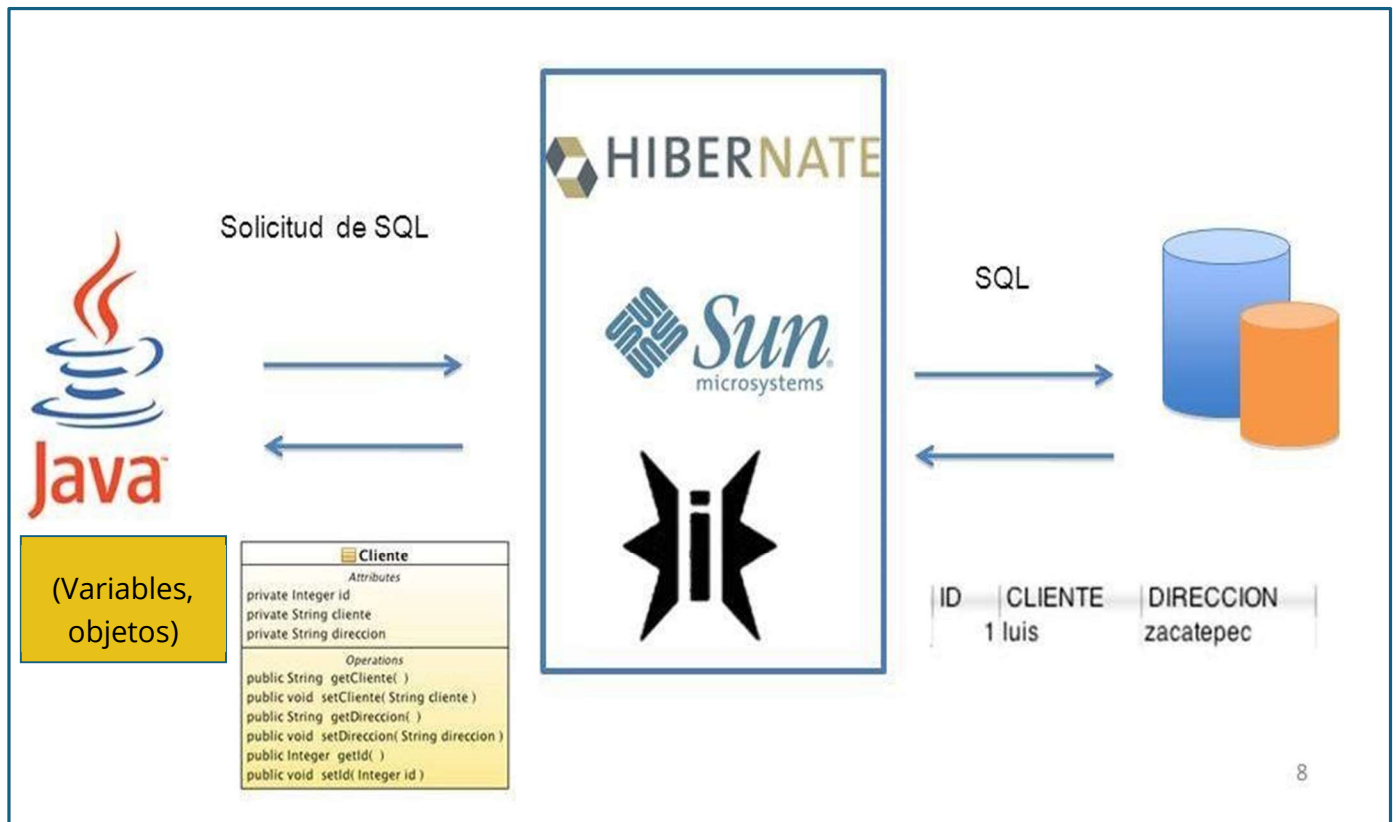 HIBERNATE
Solicitud de SQL
SQL
Sun
microsystems
Java™
(Variables,
objetos)
Cliente
Attributes
private Integer id
private String cliente
private String direccion
Operations
public String getCliente( )
public void setCliente( String cliente )
public String getDireccion( )
public void setDireccion( String direccion )
public Integer getId( )
public void setId( Integer id )
i
ID CLIENTE DIRECCION
1 luis zacatepec
8